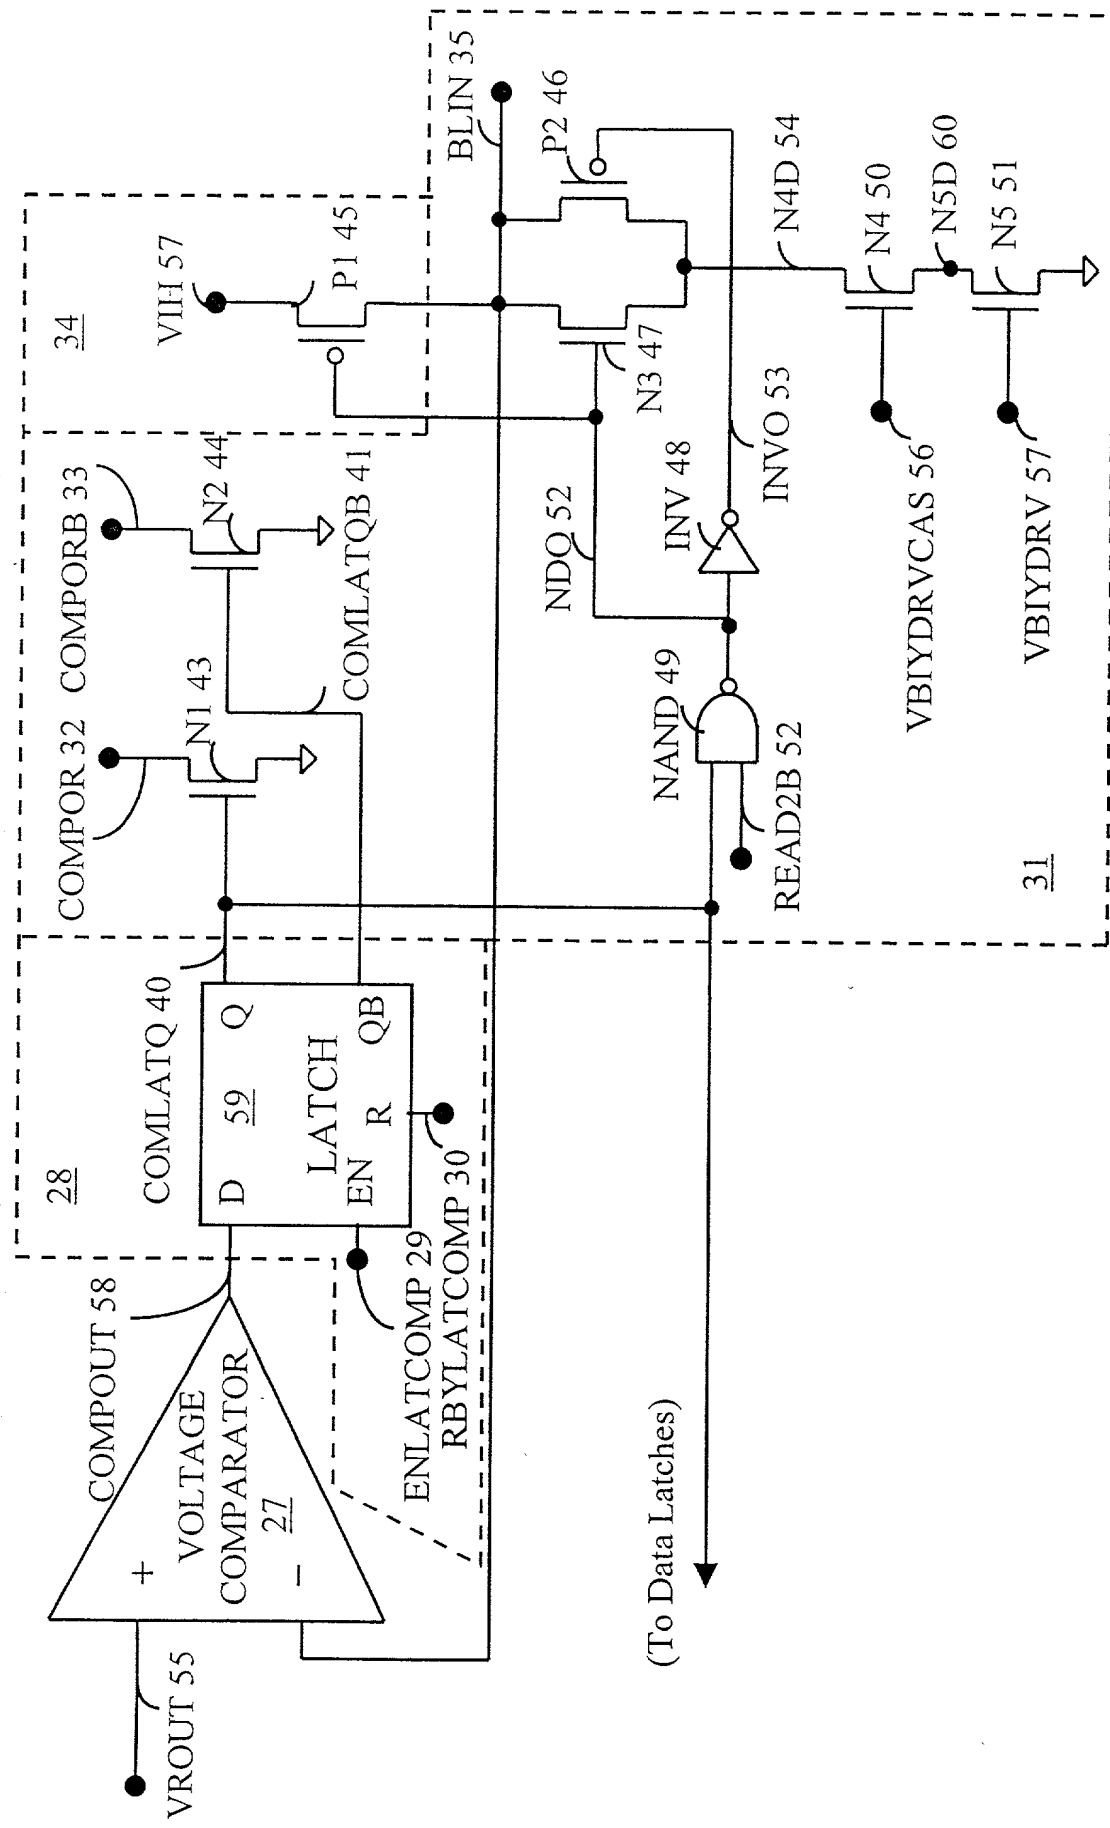 VROUT 55
+
−
VOLTAGE
COMPARATOR
27
COMPOUT 58
28
D
Q
59
LATCH
EN
R
QB
COMLATQ 40
ENLATCOMP 29
RBYLATCOMP 30
COMPOR 32
N1 43
COMPORB 33
N2 44
COMLATQB 41
34
VIH 57
P1 45
BLIN 35
P2 46
N3 47
NDO 52
INV 48
INVO 53
NAND 49
READ2B 52
N4D 54
N4 50
N5D 60
N5 51
VBIYDRVCAS 56
VBIYDRV 57
31
(To Data Latches)